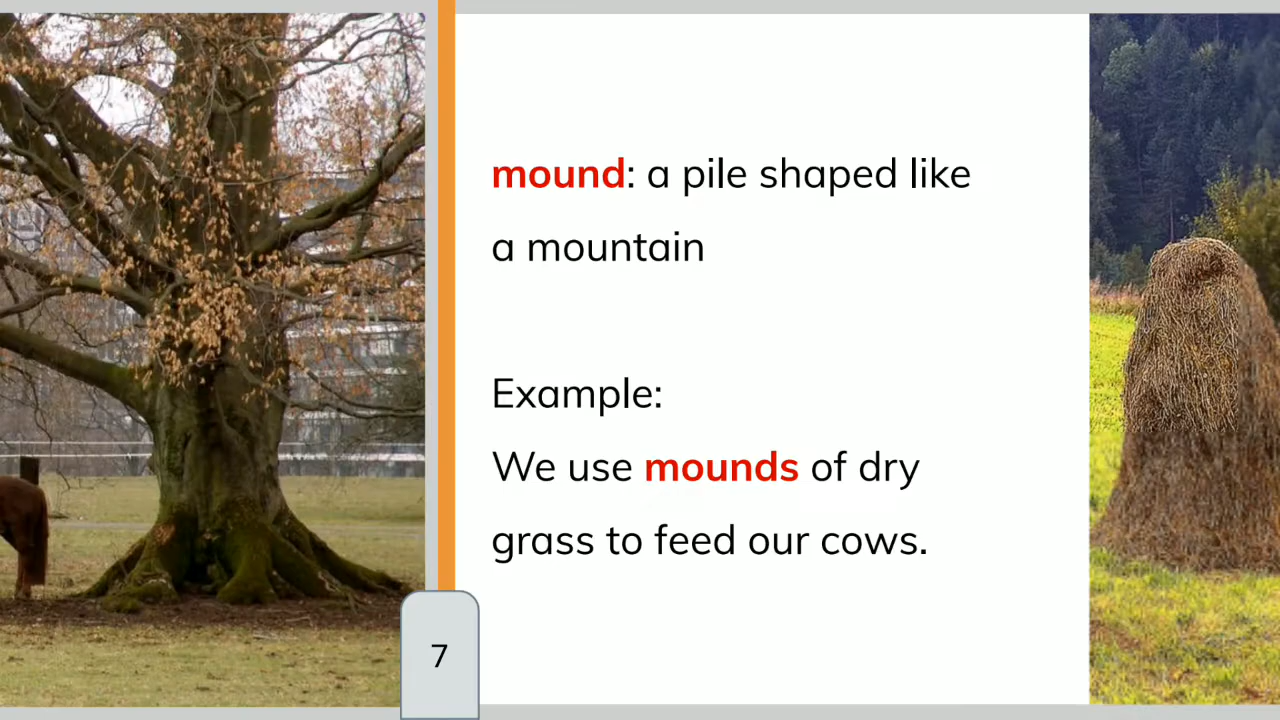 mound: a pile shaped like
a mountain
Example:
We use mounds of dry
grass to feed our cows.
7